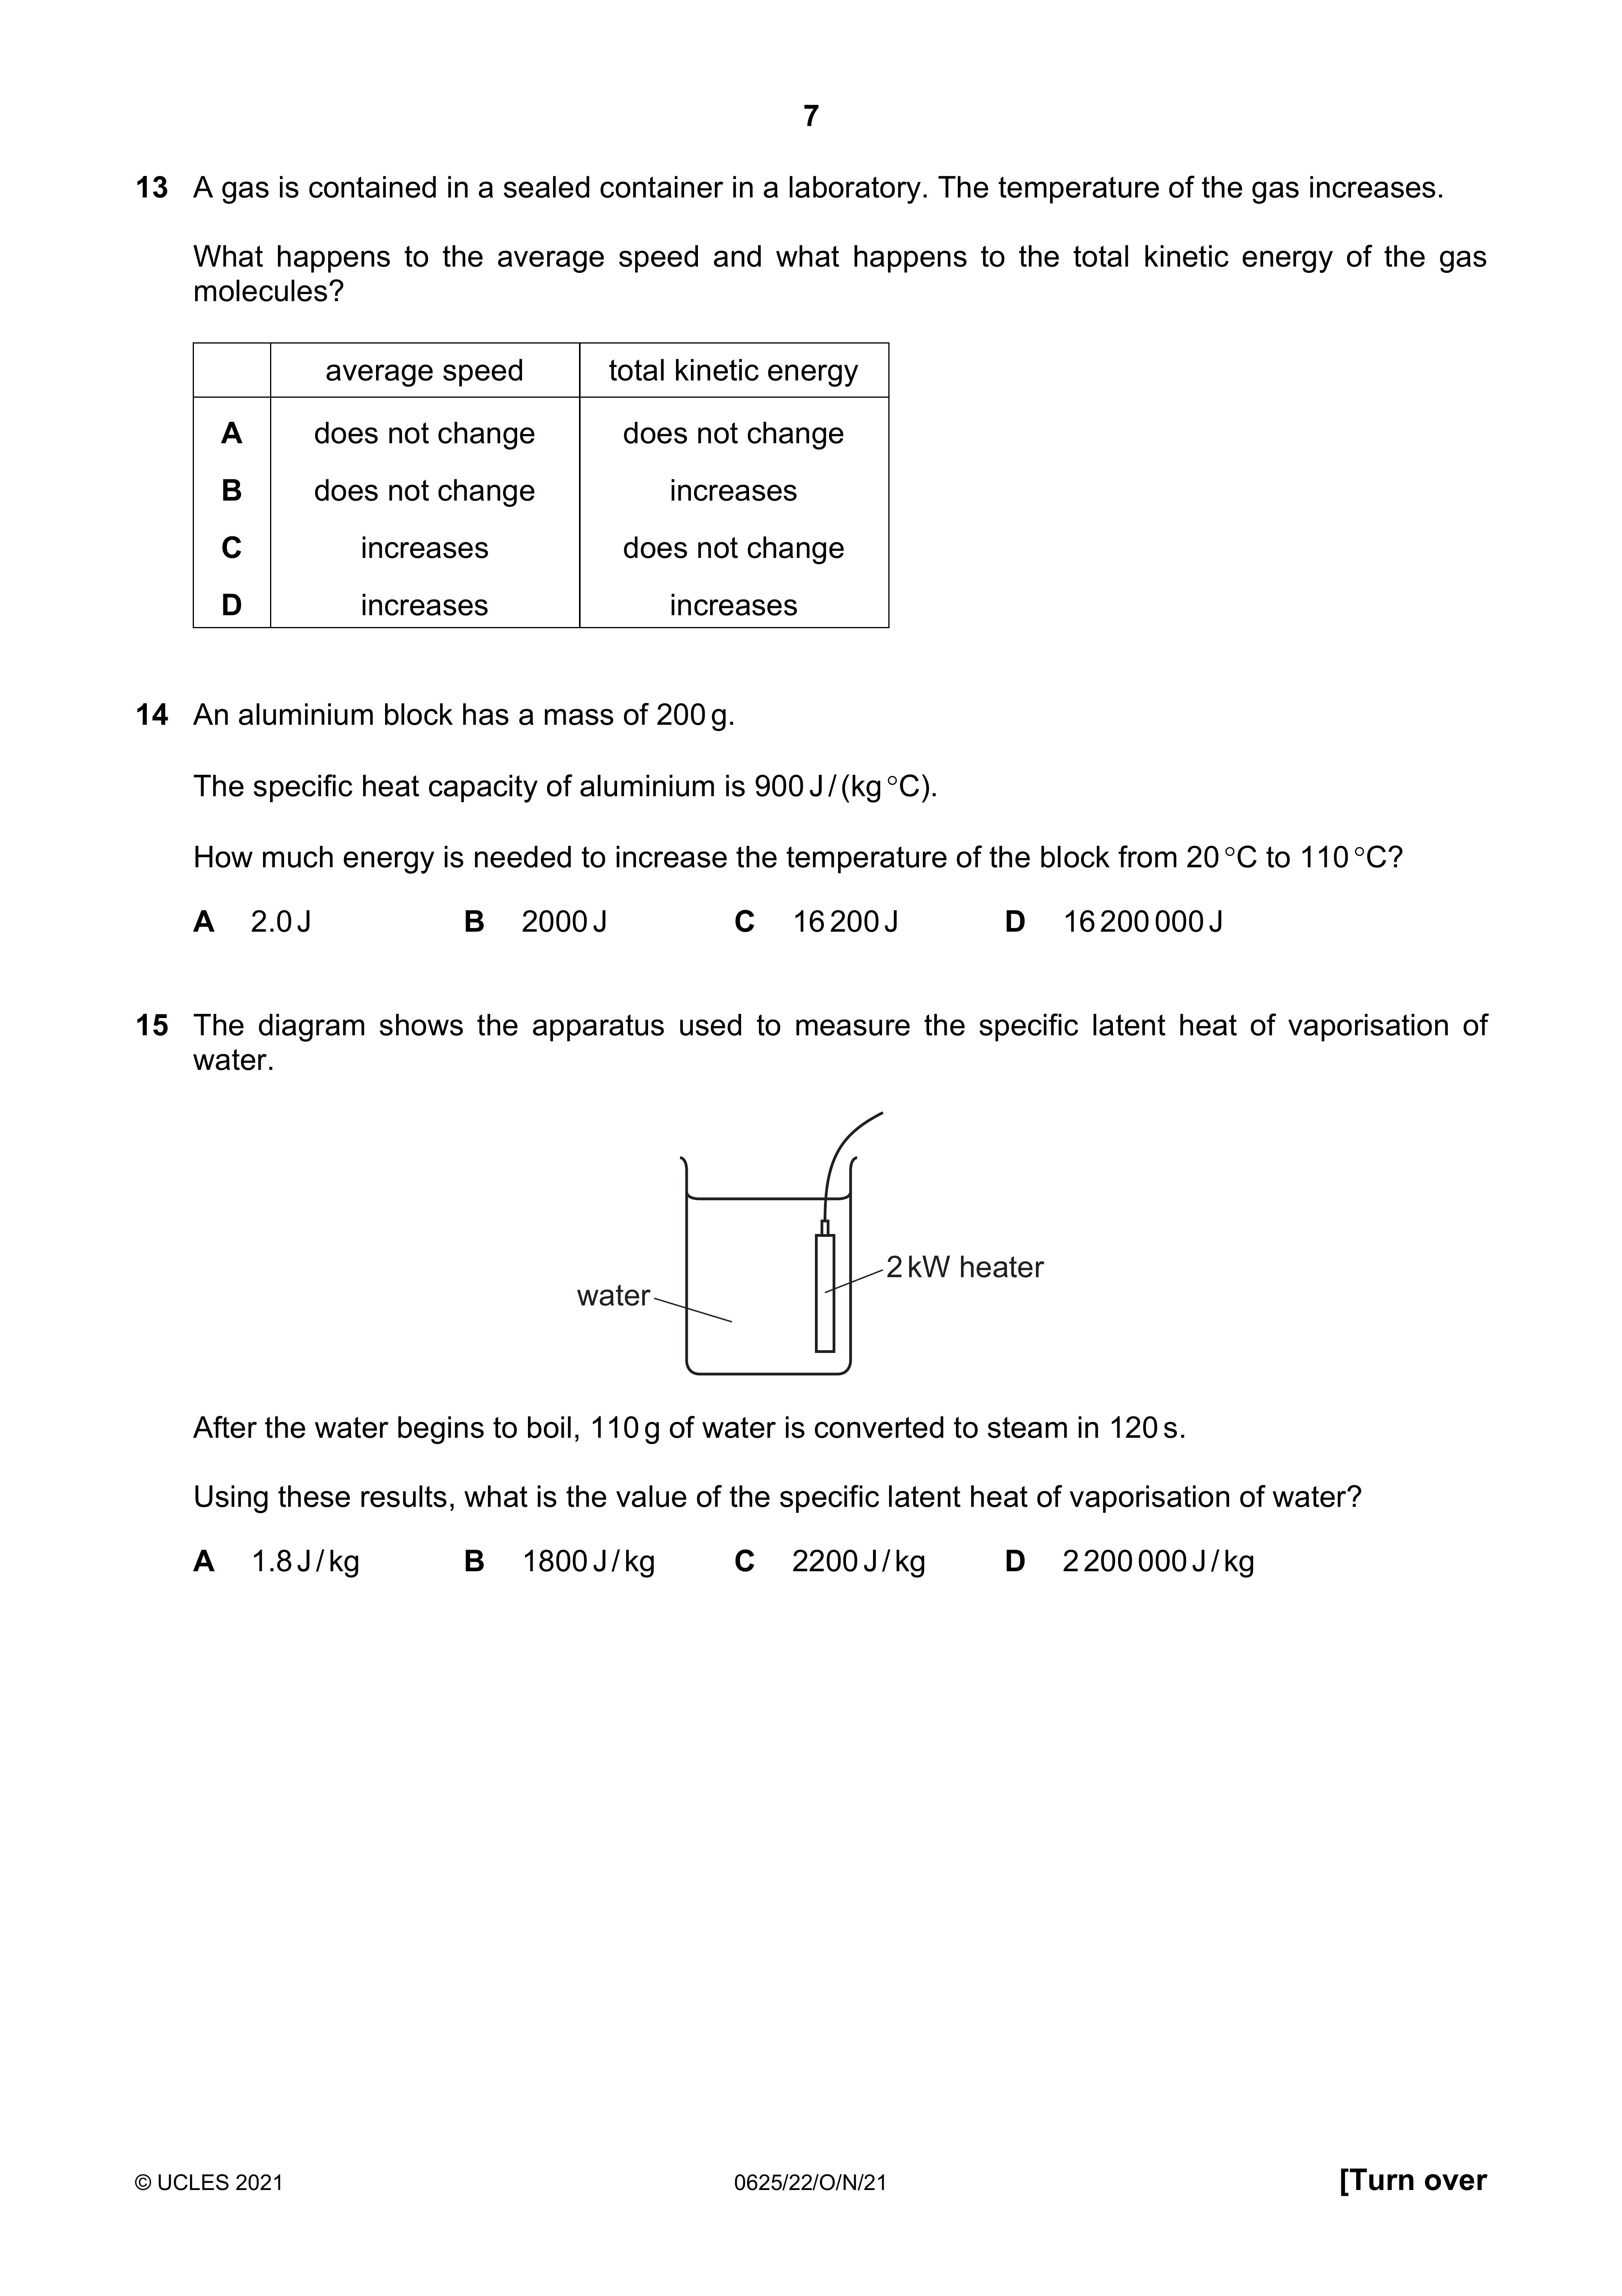 7
13 A gas is contained in a sealed container in a laboratory. The temperature of the gas increases.
What happens to the average speed and what happens to the total kinetic energy of the gas
molecules?
average speed total kinetic energy
A does not change does not change
B does not change increases
C increases does not change
D increases increases
14 An aluminium block has a mass of 200 g.
The specific heat capacity of aluminium is 900 J / (kg °C).
How much energy is needed to increase the temperature of the block from 20 °C to 110 °C?
A 2.0 J B 2000 J C 16 200 J D 16 200 000 J
15 The diagram shows the apparatus used to measure the specific latent heat of vaporisation of
water.
2 kW heater
water
After the water begins to boil, 110 g of water is converted to steam in 120 s.
Using these results, what is the value of the specific latent heat of vaporisation of water?
A 1.8 J / kg B 1800 J / kg C 2200 J / kg D 2 200 000 J / kg
© UCLES 2021 0625/22/O/N/21 [Turn over